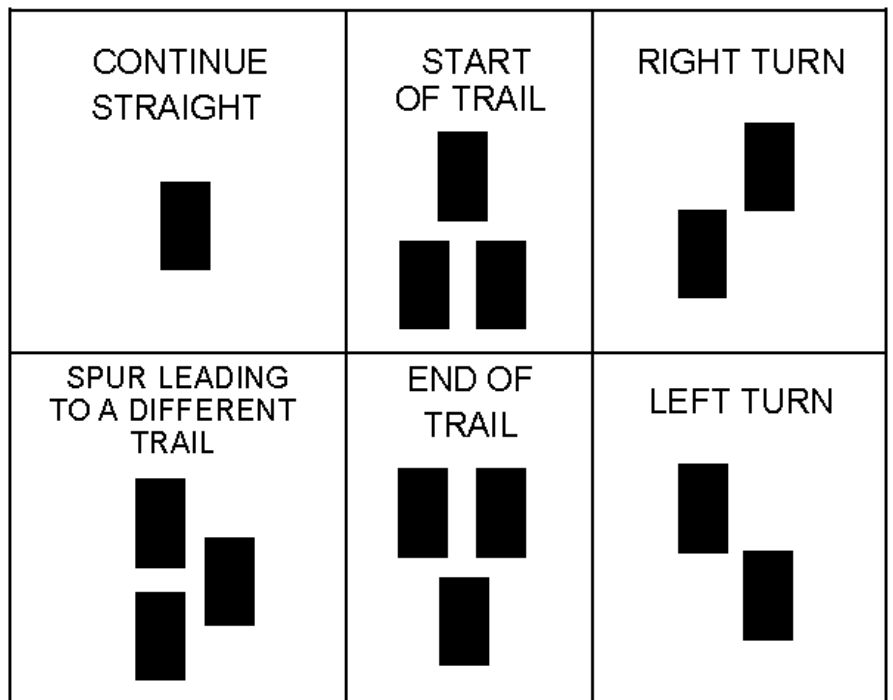 CONTINUE
STRAIGHT
START
OF TRAIL
RIGHT TURN
SPUR LEADING
TO A DIFFERENT
TRAIL
END OF
TRAIL
LEFT TURN